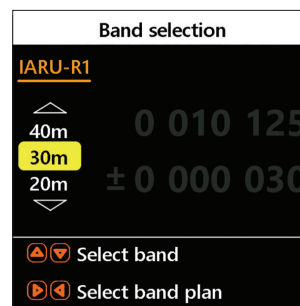 Band selection
IARU-R1
40m
0 010 125
30m
20m
± 0 000 030
Select band
Select band plan